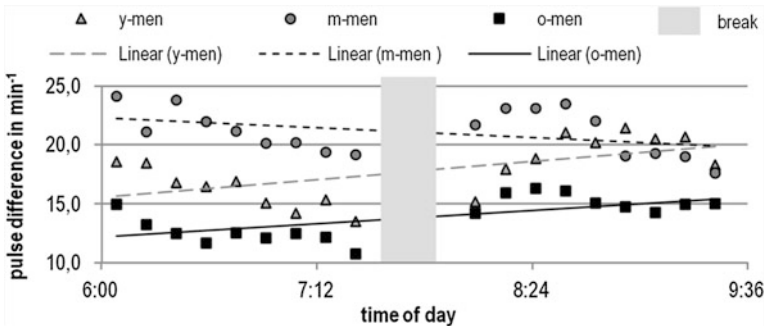 y-men m-men o-men break
Linear (y-men) Linear (m-men ) Linear (o-men)
pulse difference in min-1
25,0
20,0
15,0
10,0
6:00 7:12 8:24 9:36
time of day